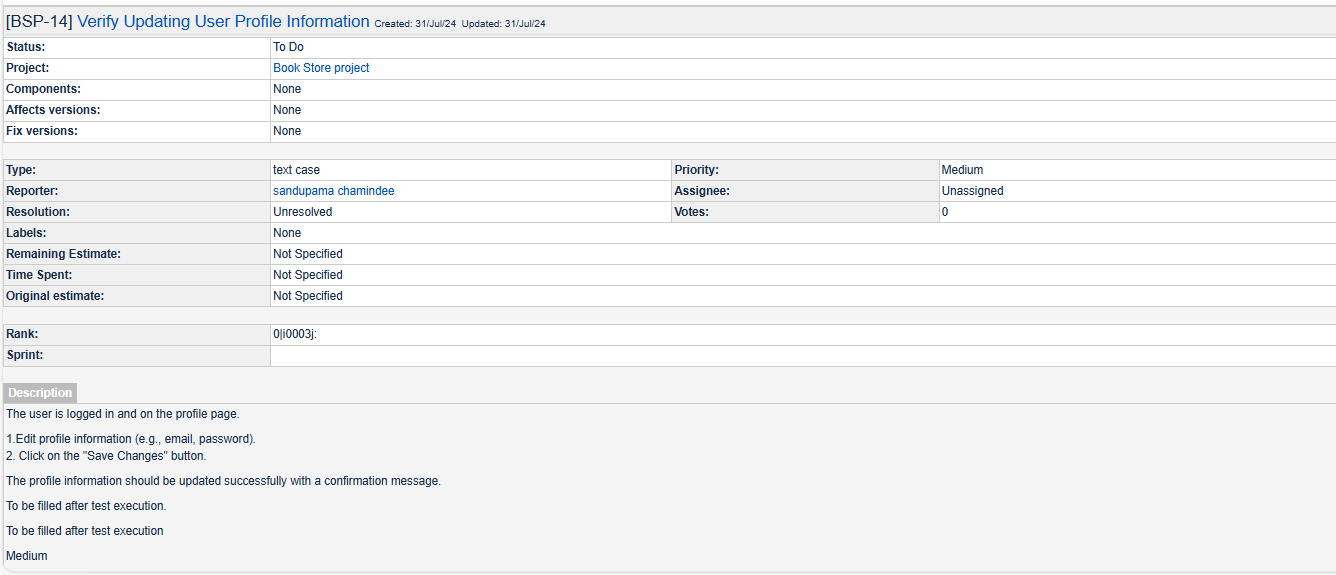 [BSP-14] Verify Updating User Profile Information Created: 31/Jul/24 Updated: 31/Jul/24
Status: To Do
Project: Book Store project
Components: None
Affects versions: None
Fix versions: None
Type: text case Priority: Medium
Reporter: sandupama chamindee Assignee: Unassigned
Resolution: Unresolved Votes: 0
Labels: None
Remaining Estimate: Not Specified
Time Spent: Not Specified
Original estimate: Not Specified
Rank: 0|i0003j:
Sprint:
Description
The user is logged in and on the profile page.
1.Edit profile information (e.g., email, password).
2. Click on the "Save Changes" button.
The profile information should be updated successfully with a confirmation message.
To be filled after test execution.
To be filled after test execution
Medium